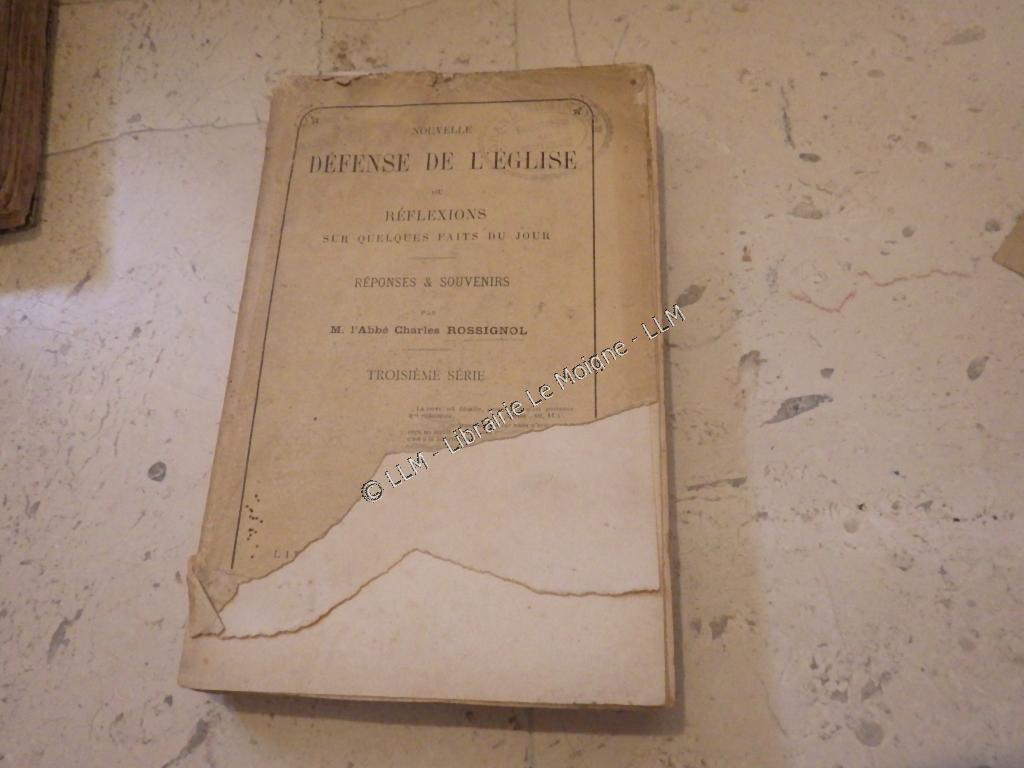 NOUVELLE
DÉFENSE DE L'ÉGLISE
OU
RÉFLEXIONS
SUR QUELQUES FAITS DU JOUR
RÉPONSES & SOUVENIRS
PAR
M. l'Abbé Charles ROSSIGNOL
TROISIÈME SÉRIE
© LLM - Librairie Le Moigne - LLM